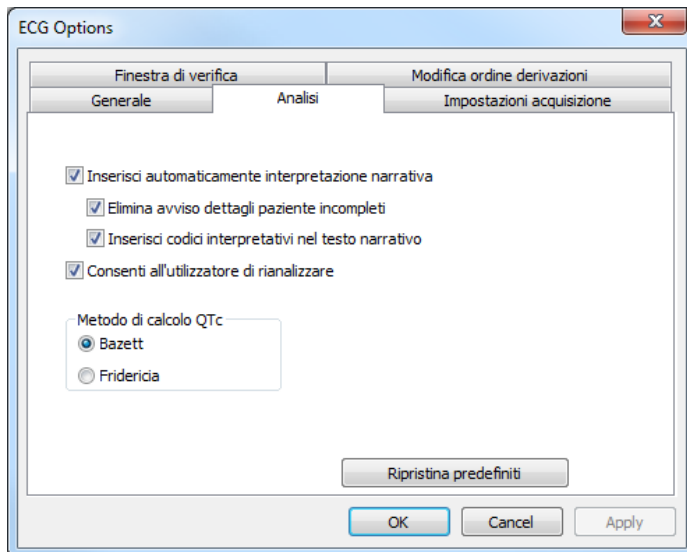 ECG Options
Finestra di verifica
Modifica ordine derivazioni
Generale
Analisi
Impostazioni acquisizione
Inserisci automaticamente interpretazione narrativa
Elimina avviso dettagli paziente incompleti
Inserisci codici interpretativi nel testo narrativo
Consenti all'utilizzatore di rianalizzare
Metodo di calcolo QTc
Bazett
Fridericia
Ripristina predefiniti
OK
Cancel
Apply